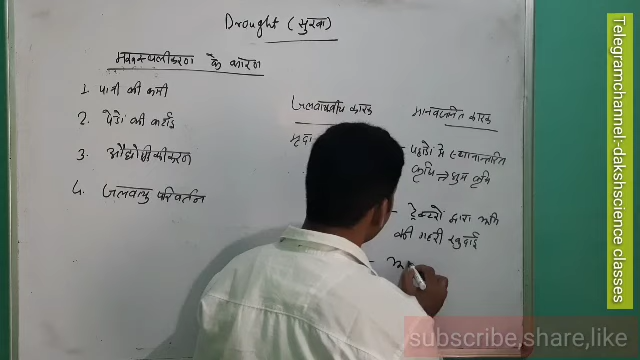 Drought (सुखा)
मरुस्थलीकरण के कारण
1. पानी की कमी
2. पेडो की कटाई
3. औद्योगिकीकरण
4. जलवायु परिवर्तन
जलवायवीय कारक
मृदा
मानवजनित कारक
- पहाडो मे स्थानान्तरित
कृषि → झुम कृषि
- ट्रेक्टरो द्वारा भूमि
की गहरी खुदाई
-
Telegramchannel:-dakshscience classes
subscribe,share,like